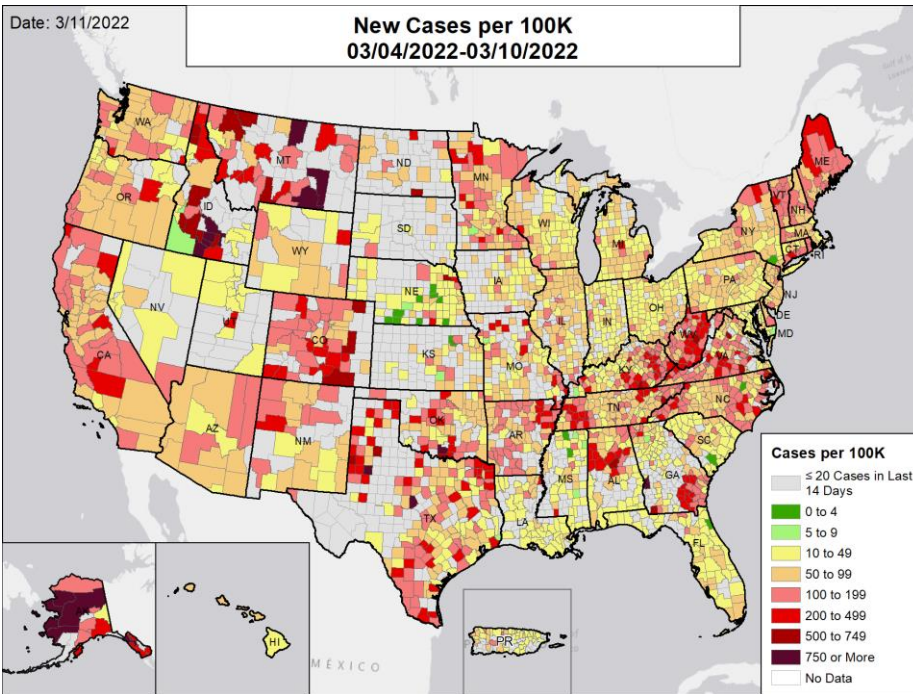 Date: 3/11/2022
New Cases per 100K
03/04/2022-03/10/2022
WA
MT
ND
MN
ME
OR
ID
SD
WI
MI
VT
NH
NY
MA
CT
RI
WY
IA
PA
NJ
NE
NV
UT
CO
IL
IN
OH
DE
MD
WV
VA
KS
MO
KY
CA
TN
NC
AZ
NM
OK
AR
SC
MS
AL
GA
TX
LA
FL
HI
PR
MÉXICO
Cases per 100K
≤ 20 Cases in Last
14 Days
0 to 4
5 to 9
10 to 49
50 to 99
100 to 199
200 to 499
500 to 749
750 or More
No Data